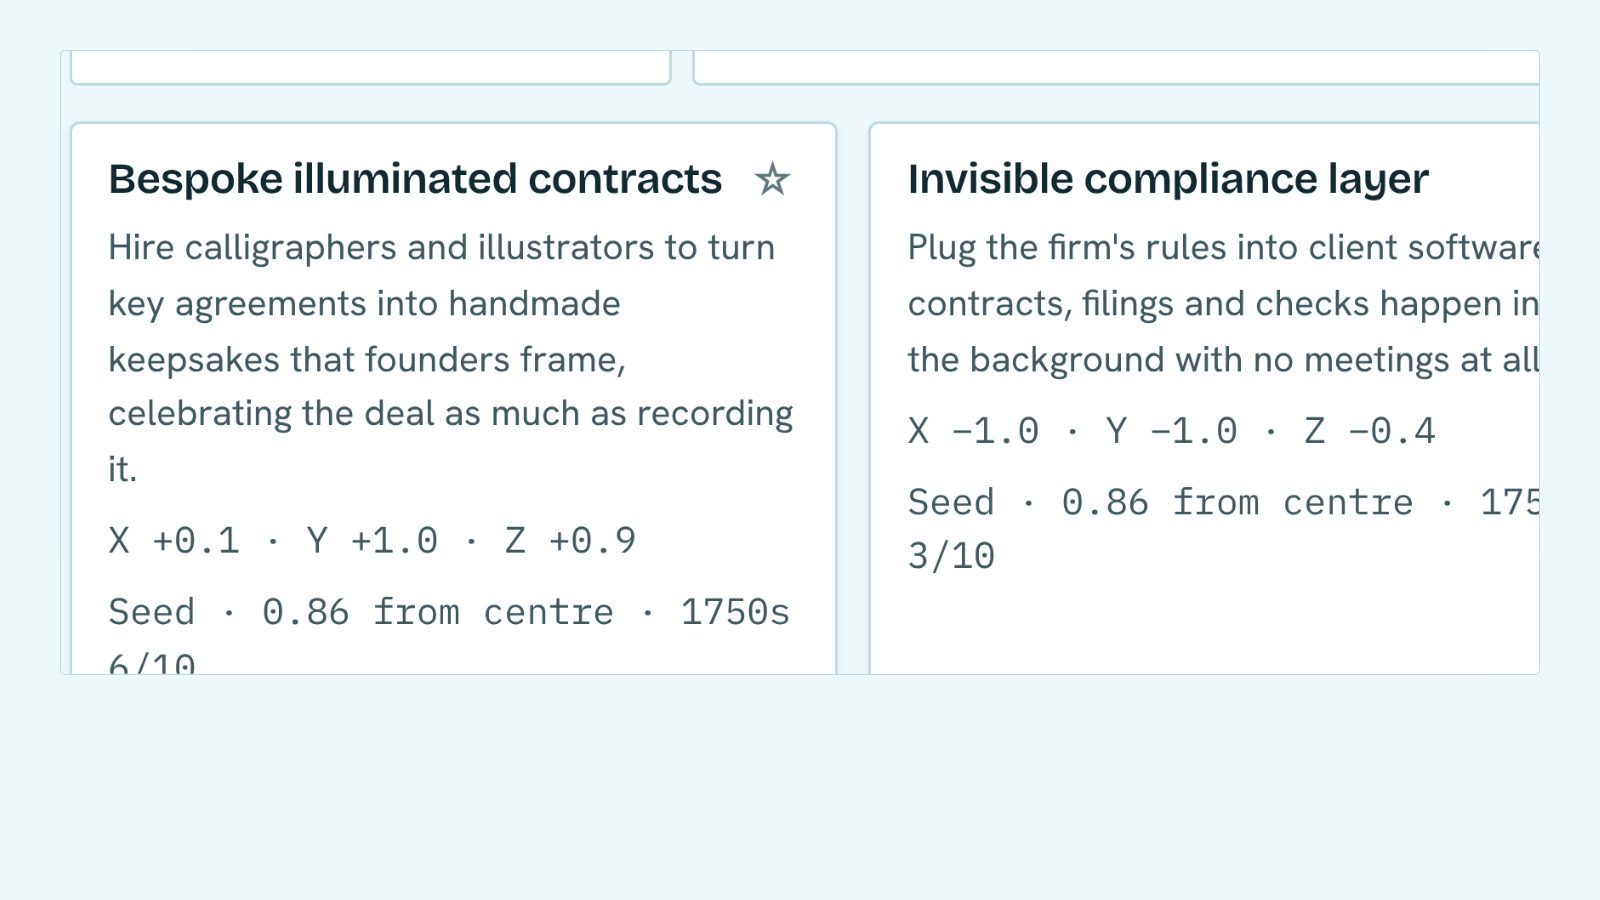 Bespoke illuminated contracts ☆
Hire calligraphers and illustrators to turn
key agreements into handmade
keepsakes that founders frame,
celebrating the deal as much as recording
it.
X +0.1 · Y +1.0 · Z +0.9
Seed · 0.86 from centre · 1750s
6/10
Invisible compliance layer
Plug the firm's rules into client software
contracts, filings and checks happen in
the background with no meetings at all
X −1.0 · Y −1.0 · Z −0.4
Seed · 0.86 from centre · 175
3/10